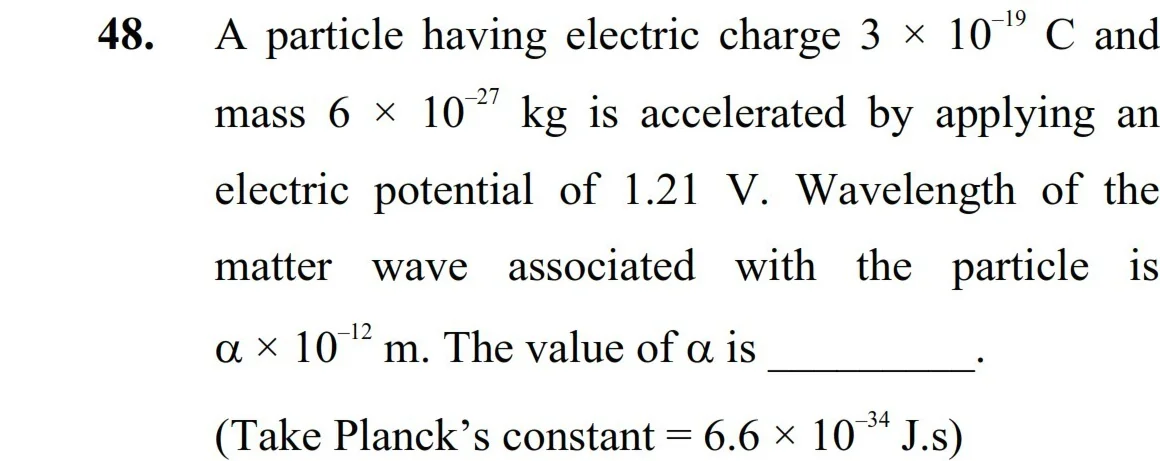 48. A particle having electric charge 3 × 10⁻¹⁹ C and
mass 6 × 10⁻²⁷ kg is accelerated by applying an
electric potential of 1.21 V. Wavelength of the
matter wave associated with the particle is
α × 10⁻¹² m. The value of α is _________.
(Take Planck’s constant = 6.6 × 10⁻³⁴ J.s)